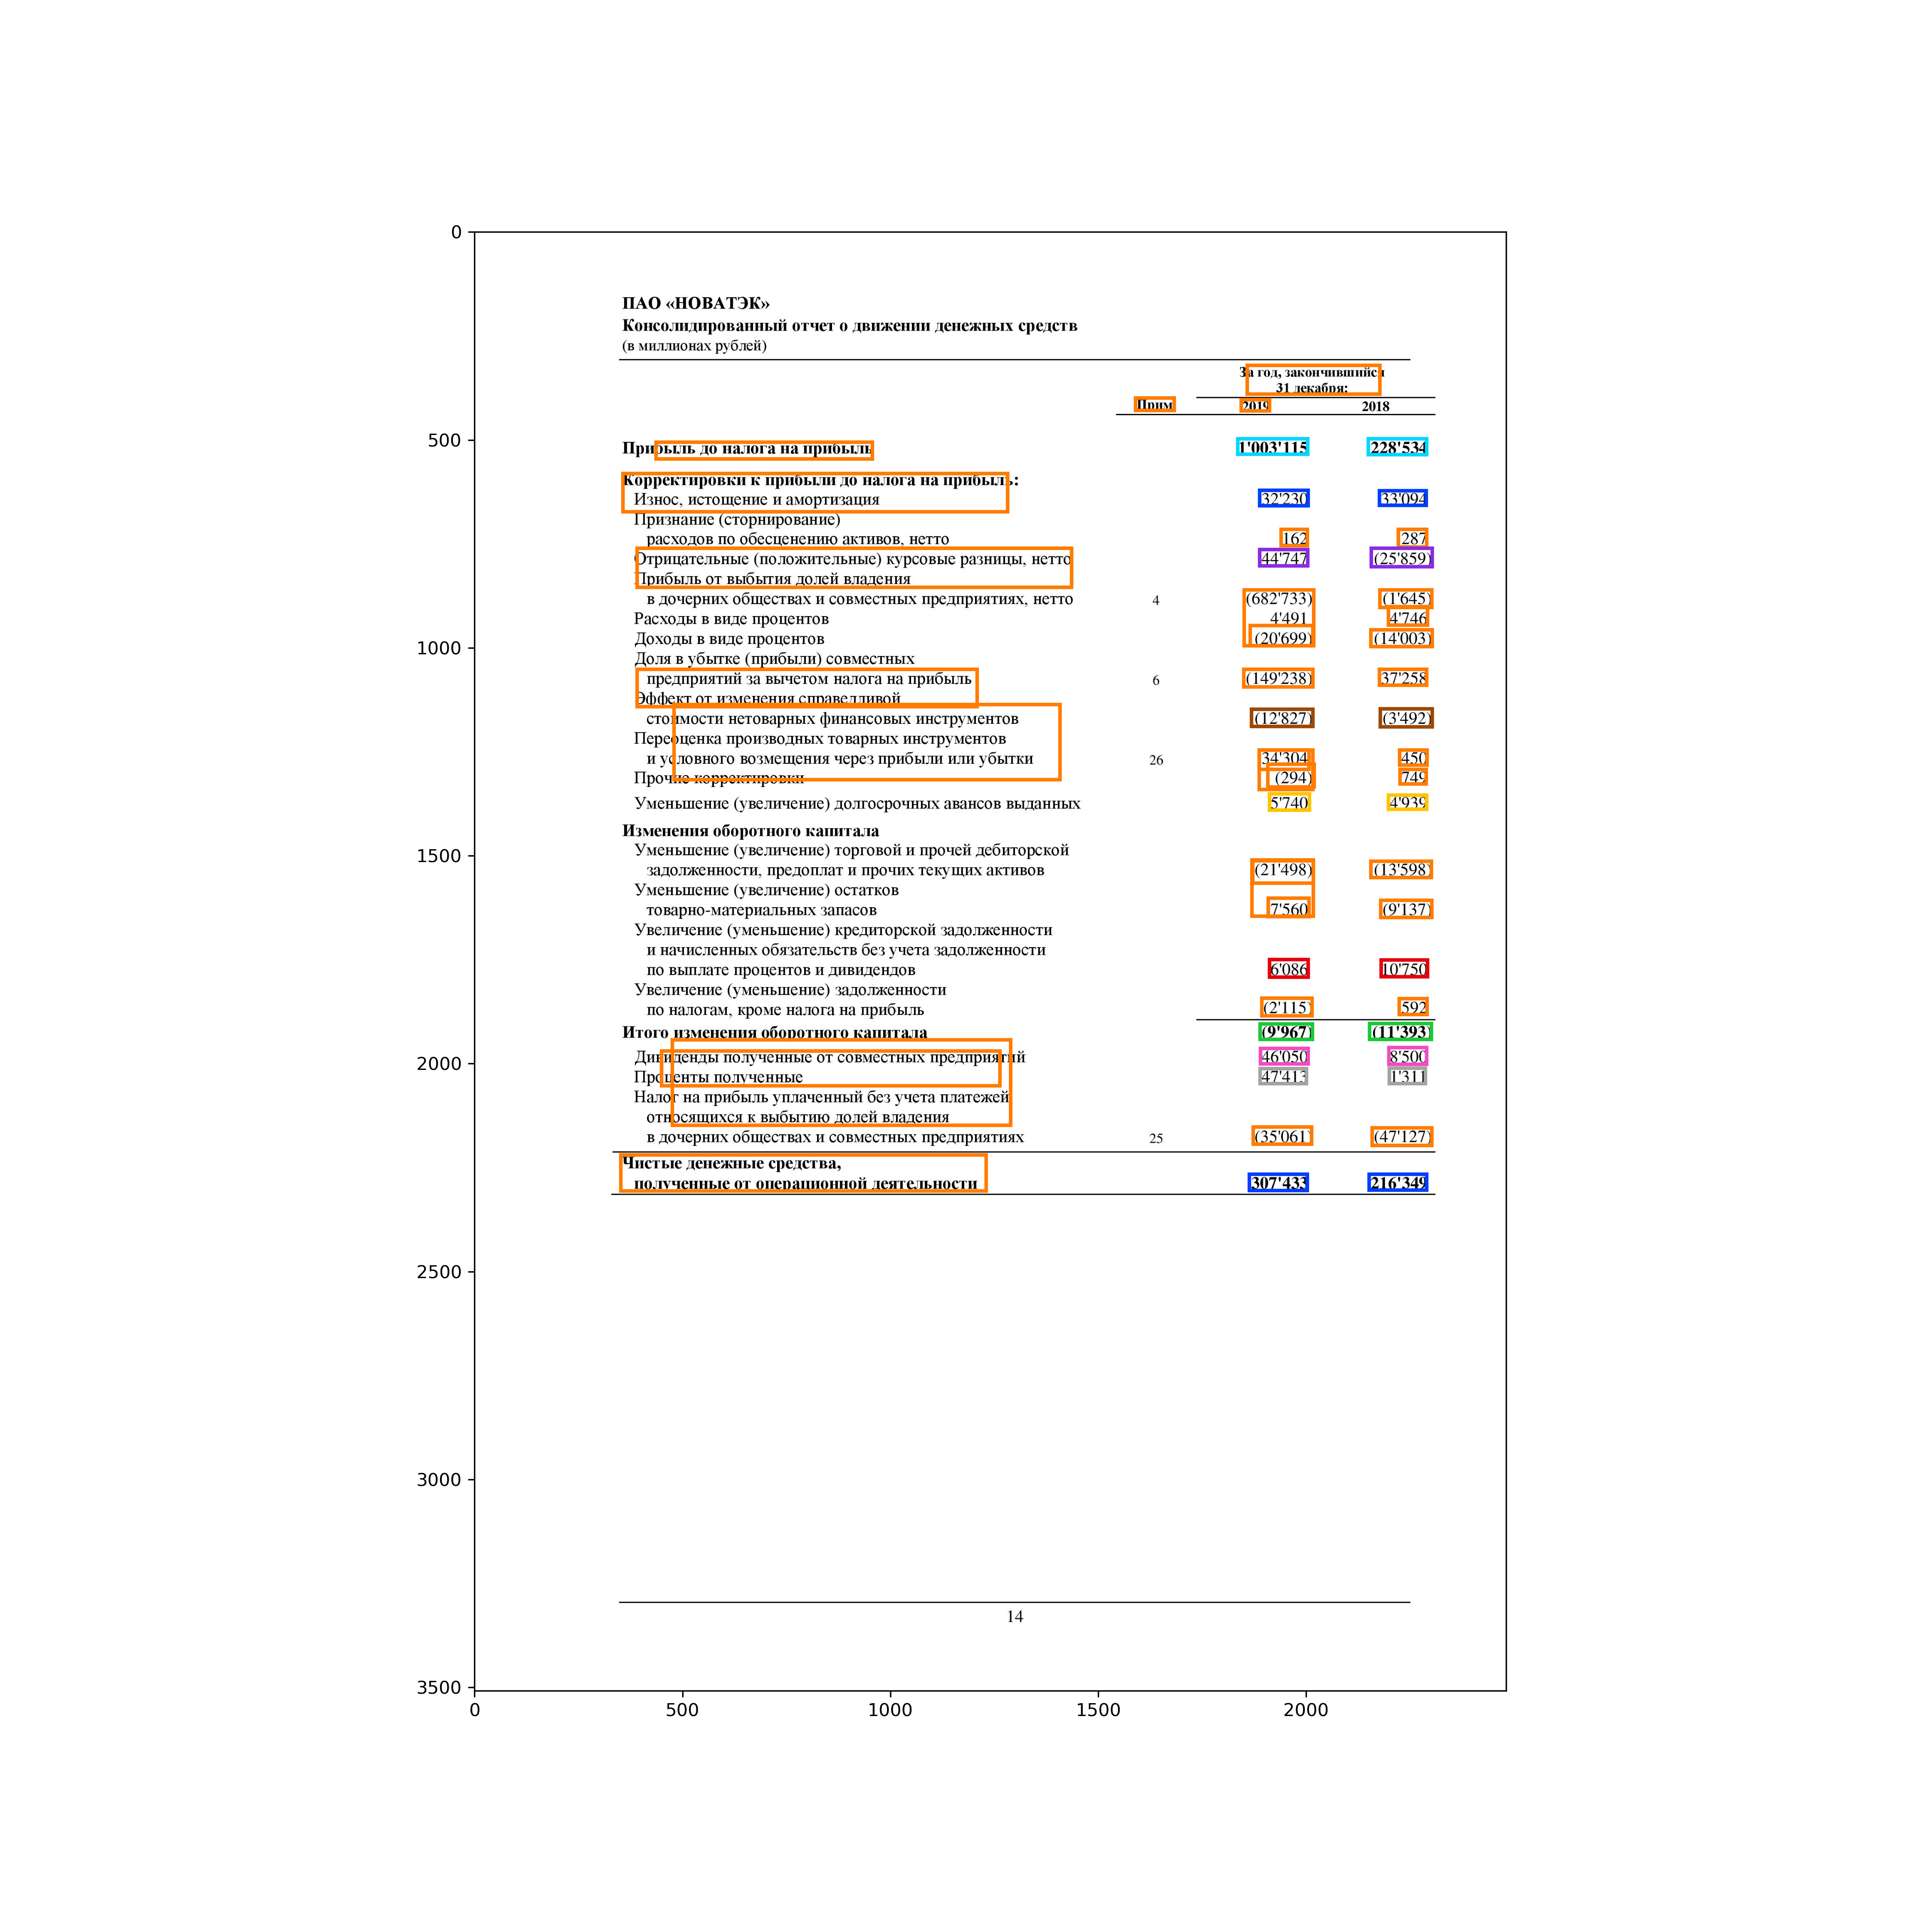 0
ПАО «НОВАТЭК»
Консолидированный отчет о движении денежных средств
(в миллионах рублей)
За год, закончившийся
31 декабря:
Прим 2019 2018
500
Прибыль до налога на прибыль 1'003'115 228'534
Корректировки к прибыли до налога на прибыль:
Износ, истощение и амортизация 32'230 33'094
Признание (сторнирование)
расходов по обесценению активов, нетто 162 287
Отрицательные (положительные) курсовые разницы, нетто 44'747 (25'859)
Прибыль от выбытия долей владения
в дочерних обществах и совместных предприятиях, нетто 4 (682'733) (1'645)
Расходы в виде процентов 4'491 4'746
1000
Доходы в виде процентов (20'699) (14'003)
Доля в убытке (прибыли) совместных
предприятий за вычетом налога на прибыль 6 (149'238) 37'258
Эффект от изменения справедливой
стоимости нетоварных финансовых инструментов (12'827) (3'492)
Переоценка производных товарных инструментов
и условного возмещения через прибыли или убытки 26 34'304 450
Прочие корректировки (294) 749
Уменьшение (увеличение) долгосрочных авансов выданных 5'740 4'939
Изменения оборотного капитала
1500
Уменьшение (увеличение) торговой и прочей дебиторской
задолженности, предоплат и прочих текущих активов (21'498) (13'598)
Уменьшение (увеличение) остатков
товарно-материальных запасов 7'560 (9'137)
Увеличение (уменьшение) кредиторской задолженности
и начисленных обязательств без учета задолженности
по выплате процентов и дивидендов 6'086 10'750
Увеличение (уменьшение) задолженности
по налогам, кроме налога на прибыль (2'115) 592
Итого изменения оборотного капитала (9'967) (11'393)
2000
Дивиденды полученные от совместных предприятий 46'050 8'500
Проценты полученные 47'413 1'311
Налог на прибыль уплаченный без учета платежей
относящихся к выбытию долей владения
в дочерних обществах и совместных предприятиях 25 (35'061) (47'127)
Чистые денежные средства,
полученные от операционной деятельности 307'433 216'349
2500
3000
14
3500
0 500 1000 1500 2000